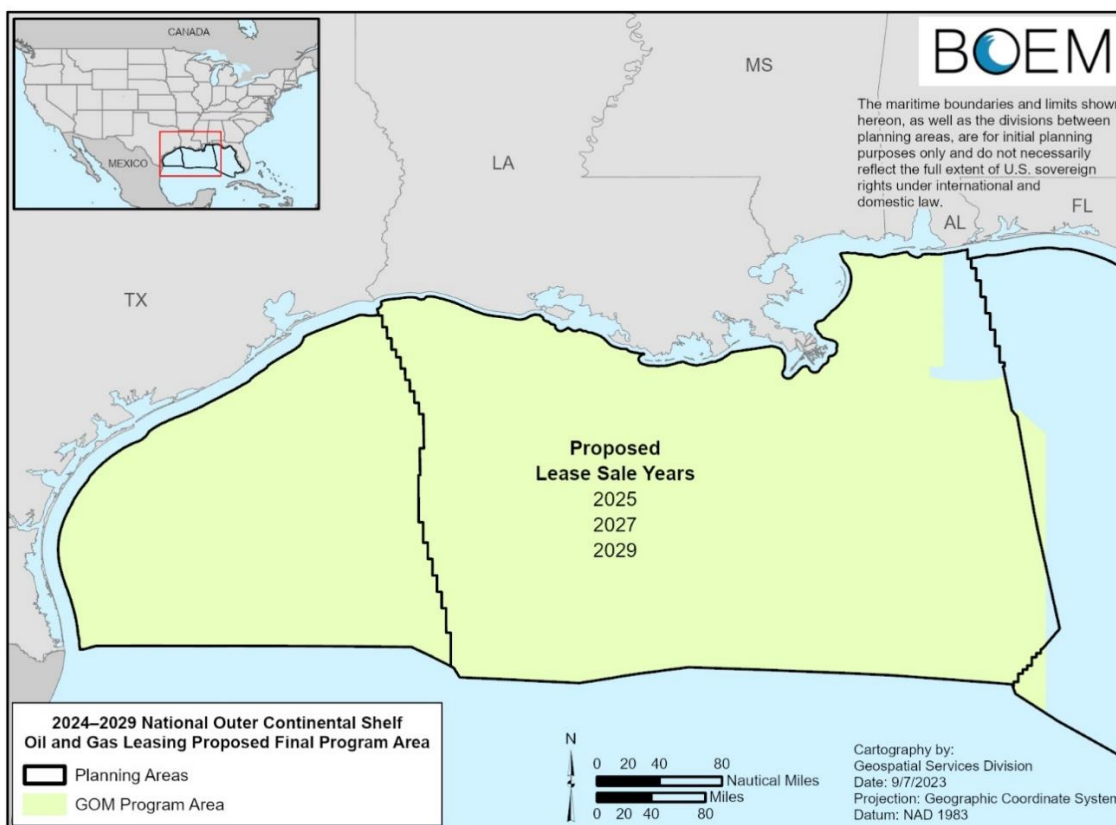 CANADA
MEXICO
BOEM
The maritime boundaries and limits shown
hereon, as well as the divisions between
planning areas, are for initial planning
purposes only and do not necessarily
reflect the full extent of U.S. sovereign
rights under international and
domestic law.
MS
LA
AL
FL
TX
Proposed
Lease Sale Years
2025
2027
2029
2024–2029 National Outer Continental Shelf
Oil and Gas Leasing Proposed Final Program Area
Planning Areas
GOM Program Area
N
0 20 40 80
Nautical Miles
Miles
0 20 40 80
Cartography by:
Geospatial Services Division
Date: 9/7/2023
Projection: Geographic Coordinate System
Datum: NAD 1983